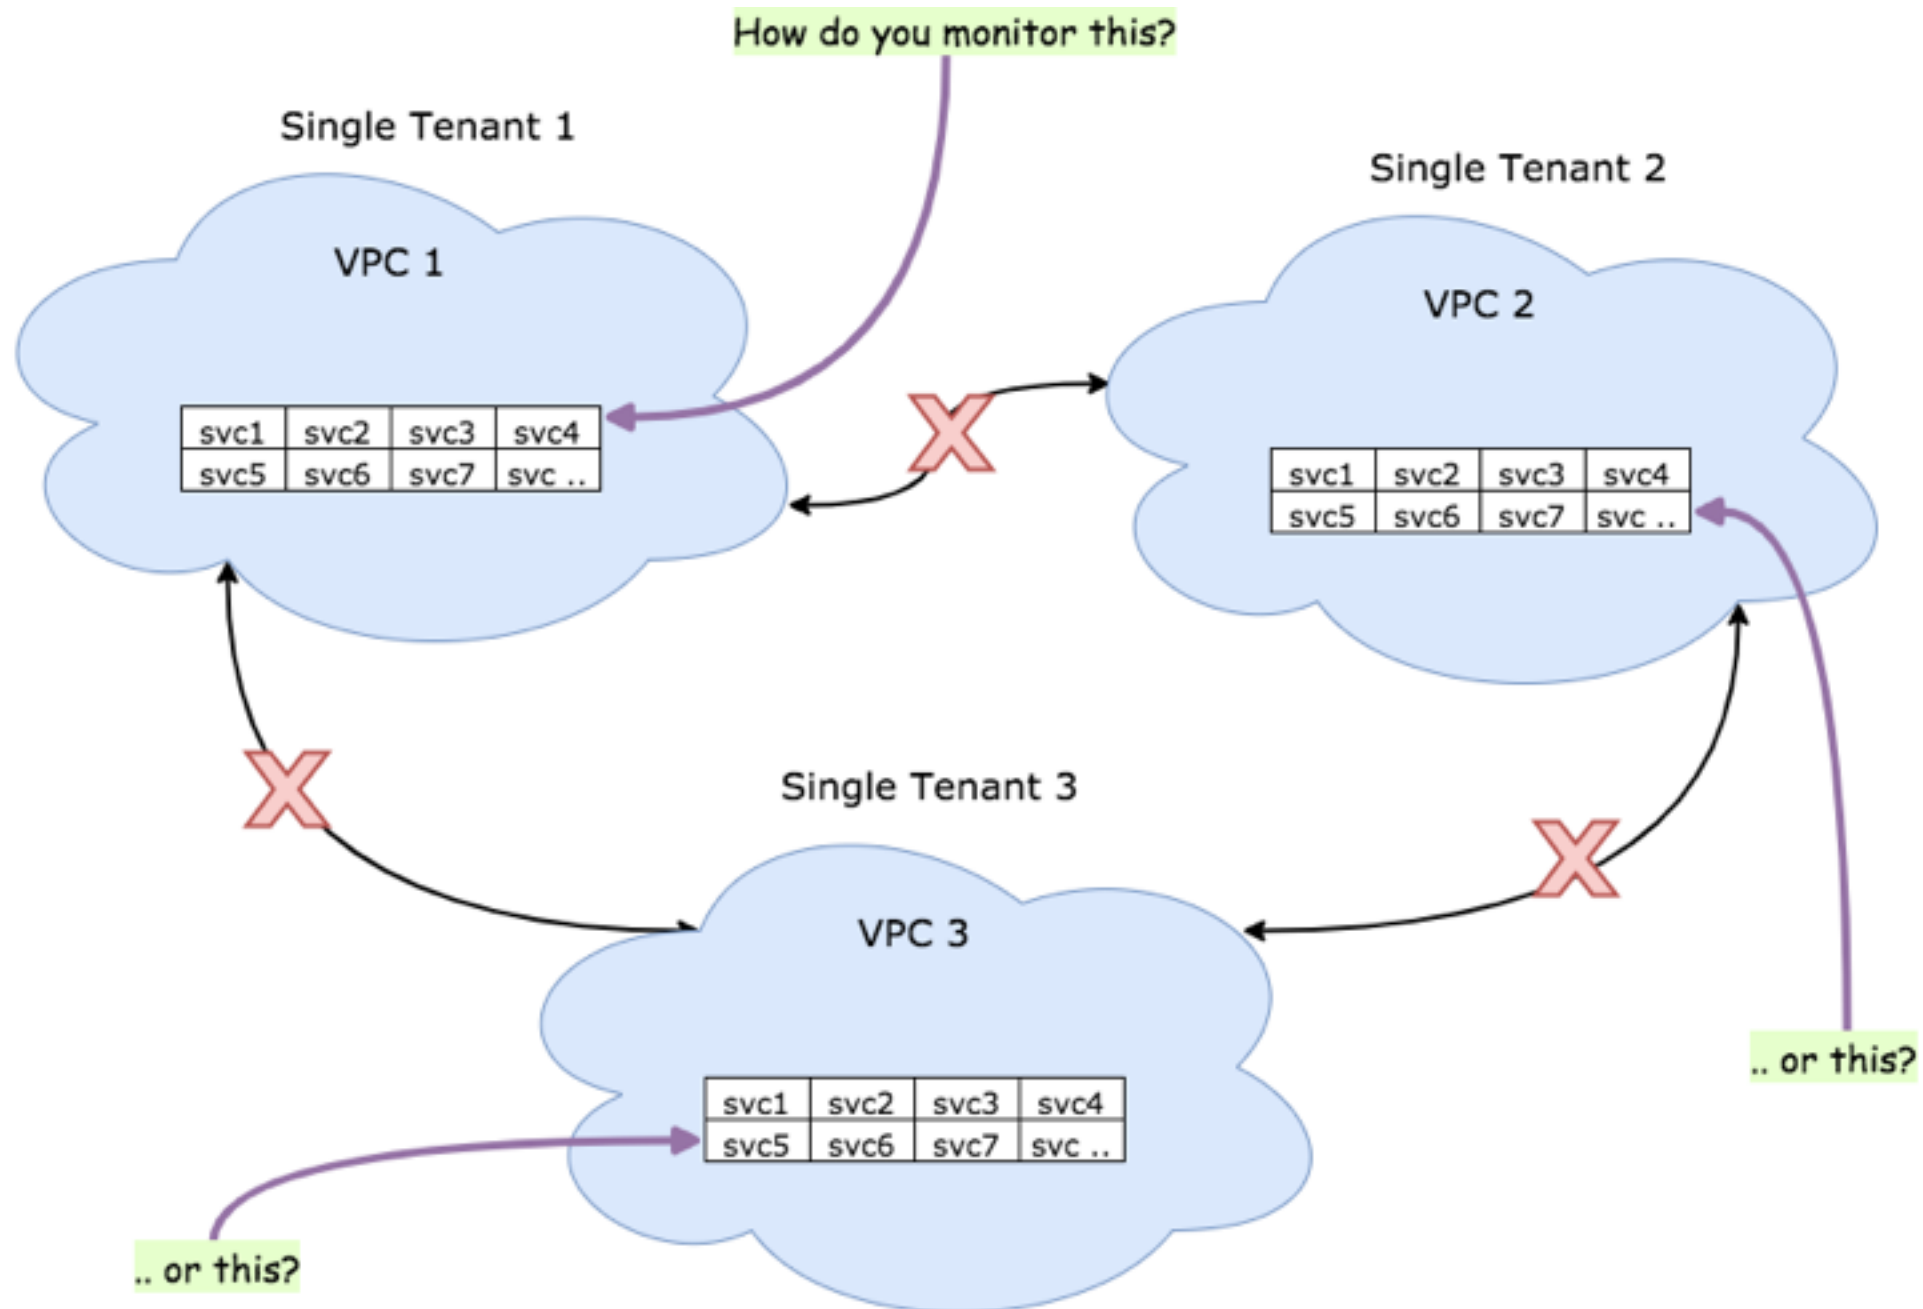 How do you monitor this?
Single Tenant 1
Single Tenant 2
VPC 1
VPC 2
svc1 svc2 svc3 svc4
svc5 svc6 svc7 svc ..
X
svc1 svc2 svc3 svc4
svc5 svc6 svc7 svc ..
X
Single Tenant 3
X
VPC 3
.. or this?
svc1 svc2 svc3 svc4
svc5 svc6 svc7 svc ..
.. or this?